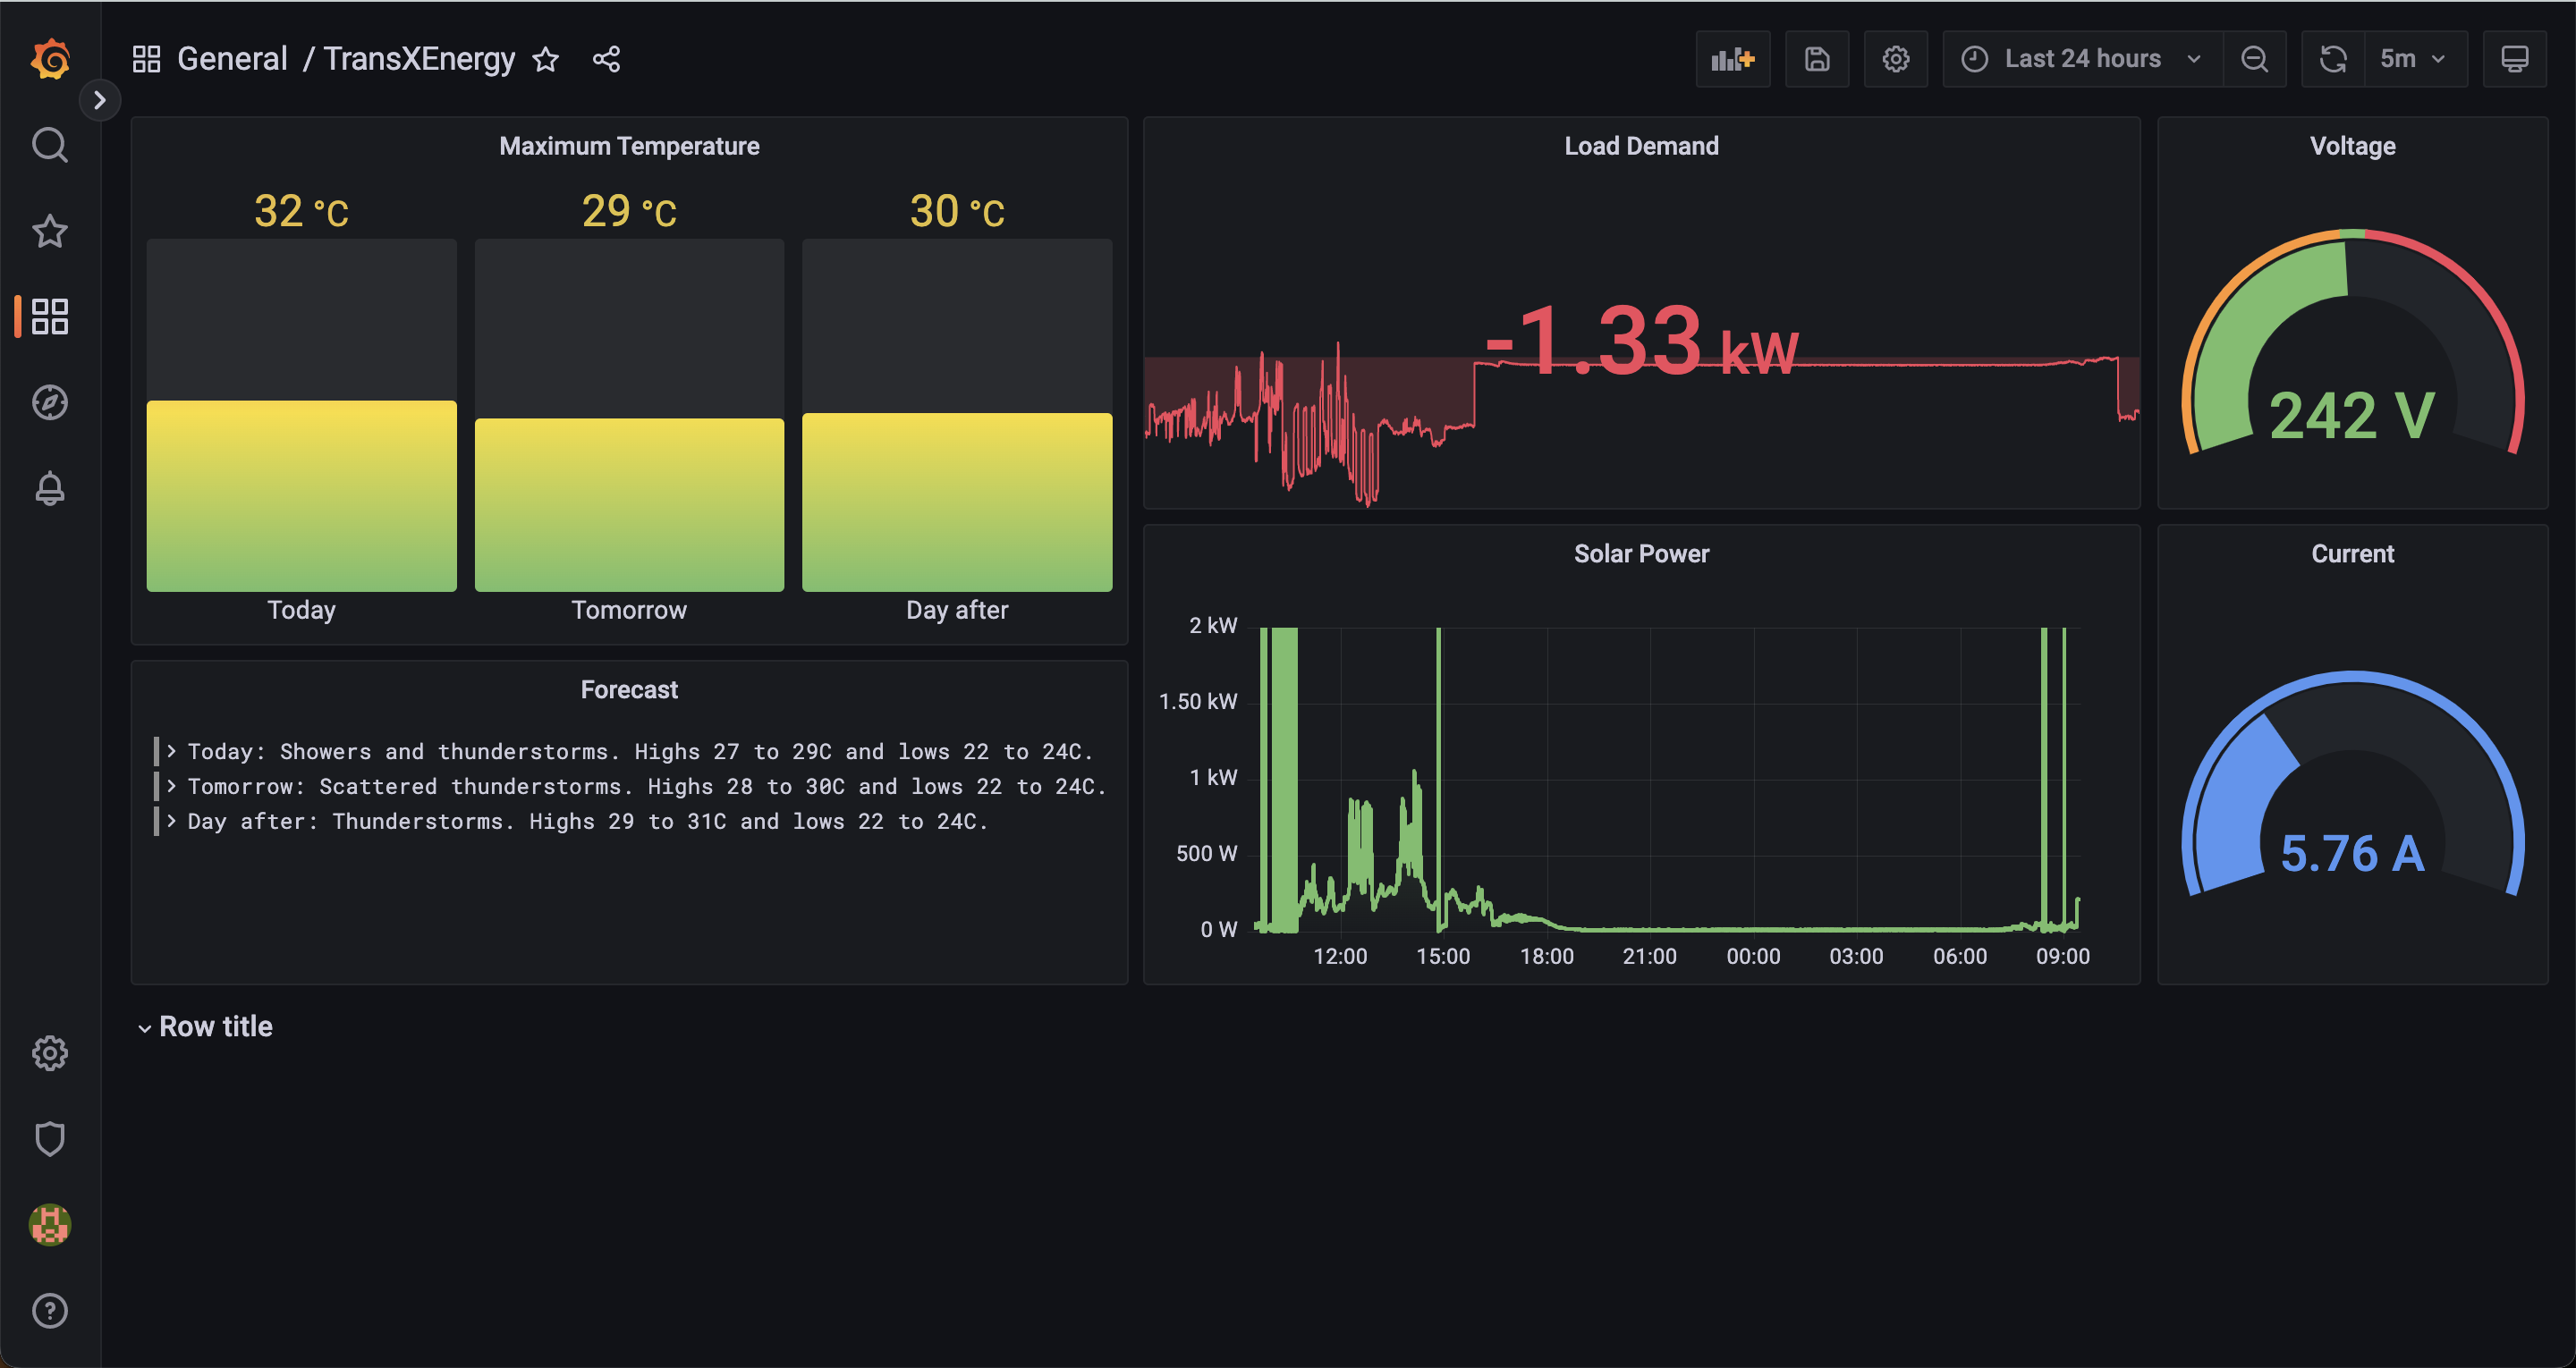 General / TransXEnergy
Last 24 hours
5m
Maximum Temperature
32 °C
29 °C
30 °C
Today
Tomorrow
Day after
Forecast
> Today: Showers and thunderstorms. Highs 27 to 29C and lows 22 to 24C.
> Tomorrow: Scattered thunderstorms. Highs 28 to 30C and lows 22 to 24C.
> Day after: Thunderstorms. Highs 29 to 31C and lows 22 to 24C.
Load Demand
-1.33 kW
Voltage
242 V
Solar Power
2 kW
1.50 kW
1 kW
500 W
0 W
12:00 15:00 18:00 21:00 00:00 03:00 06:00 09:00
Current
5.76 A
Row title